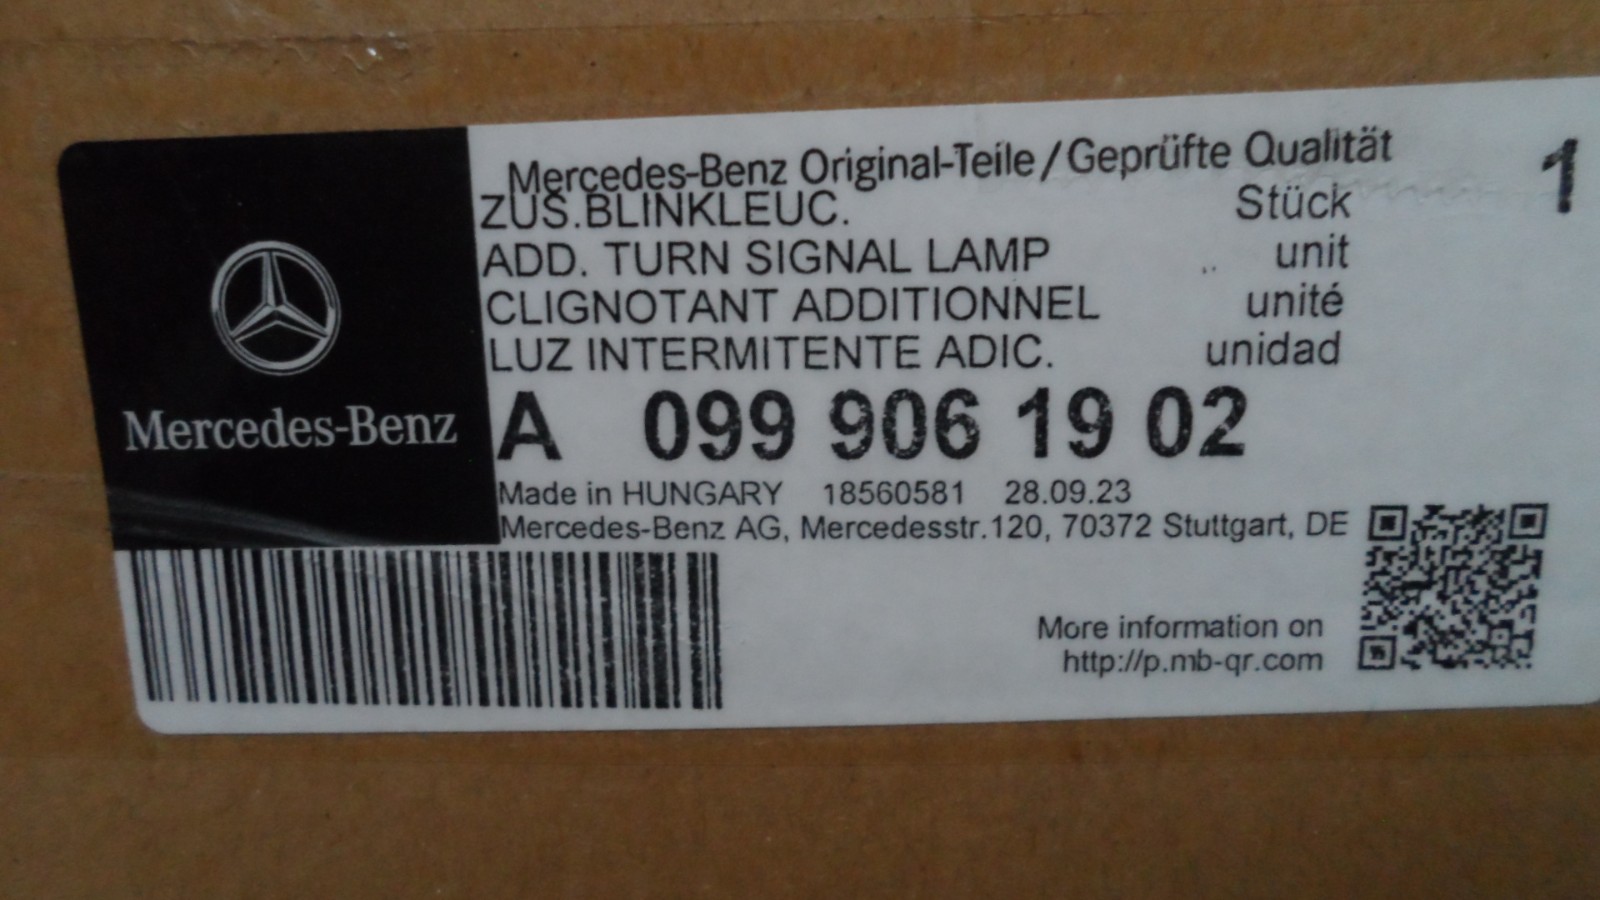 Mercedes-Benz Original-Teile/Geprüfte Qualität
1
ZUS.BLINKLEUC. Stück
ADD. TURN SIGNAL LAMP unit
CLIGNOTANT ADDITIONNEL unité
LUZ INTERMITENTE ADIC. unidad
Mercedes-Benz
A 099 906 19 02
Made in HUNGARY 18560581 28.09.23
Mercedes-Benz AG, Mercedesstr.120, 70372 Stuttgart, DE
More information on
http://p.mb-qr.com